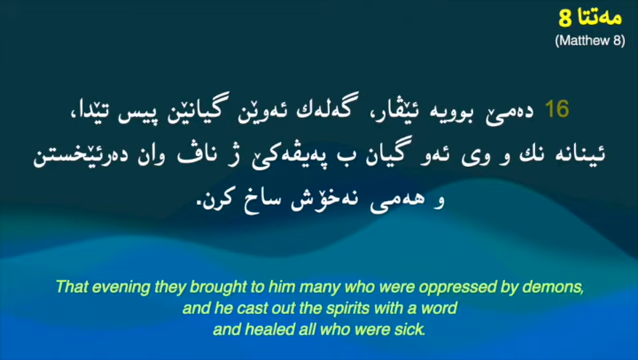 مەتتا 8
(Matthew 8)
16 دەمێ بوویە ئێڤار، گەلەك ئەوێن گیانێن پیس تێدا،
ئینانە نك و وی ئەو گیان ب پەیڤەکێ ژ ناڤ وان دەرئێخستن
و هەمی نەخۆش ساخ کرن.
That evening they brought to him many who were oppressed by demons,
and he cast out the spirits with a word
and healed all who were sick.